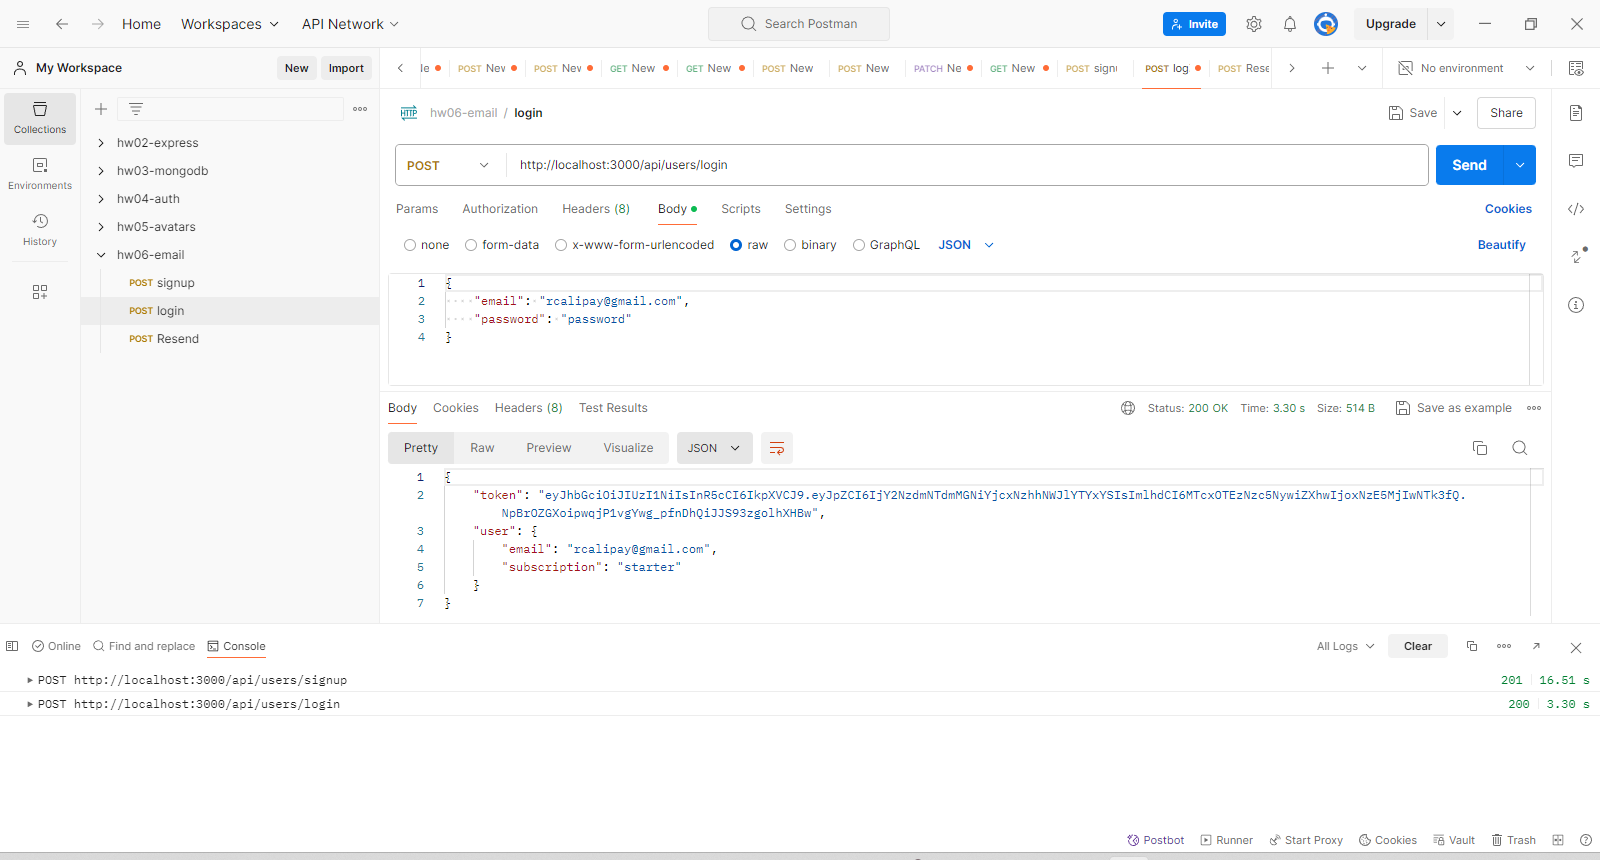 Home Workspaces API Network Search Postman Invite Upgrade
My Workspace New Import
le POST Nev POST Nev GET New GET New POST New POST New PATCH Ne GET New POST sign POST log POST Rese No environment
Collections
Environments
History
hw02-express
hw03-mongodb
hw04-auth
hw05-avatars
hw06-email
POST signup
POST login
POST Resend
HTTP hw06-email / login Save Share
POST http://localhost:3000/api/users/login Send
Params Authorization Headers (8) Body Scripts Settings Cookies
none form-data x-www-form-urlencoded raw binary GraphQL JSON Beautify
1 {
2 "email": "rcalipay@gmail.com",
3 "password": "password"
4 }
Body Cookies Headers (8) Test Results Status: 200 OK Time: 3.30 s Size: 514 B Save as example
Pretty Raw Preview Visualize JSON
1 {
2 "token": "eyJhbGciOiJIUzI1NiIsInR5cCI6IkpXVCJ9.eyJpZCI6IjY2NzdmNTdmMGNiYjcxNzhhNWJlYTYxYSIsImlhdCI6MTcxOTEzNzc5NywiZXhwIjoxNzE5MjIwNTk3fQ.
NpBrOZGXoipwqjP1vgYwg_pfnDhQiJJS93zgolhXHBw",
3 "user": {
4 "email": "rcalipay@gmail.com",
5 "subscription": "starter"
6 }
7 }
Online Find and replace Console All Logs Clear
POST http://localhost:3000/api/users/signup 201 16.51 s
POST http://localhost:3000/api/users/login 200 3.30 s
Postbot Runner Start Proxy Cookies Vault Trash